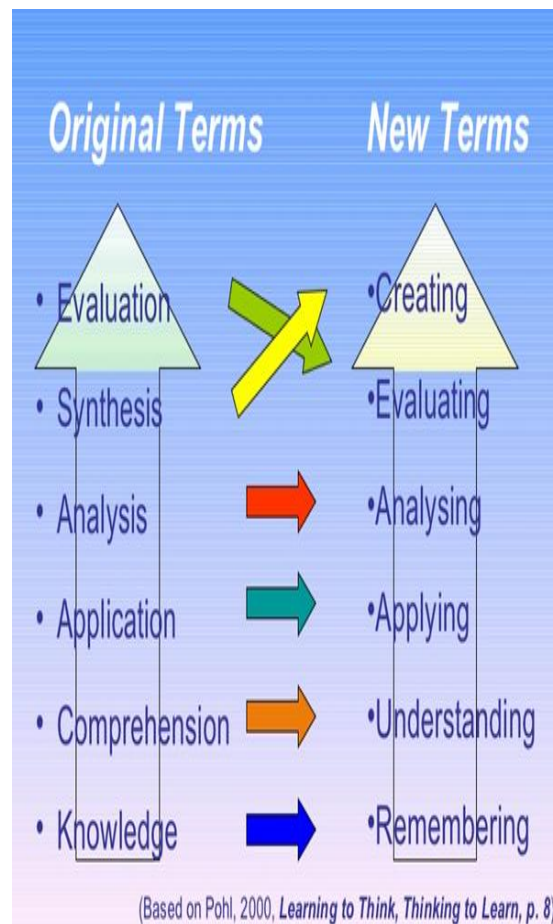 Original Terms
New Terms
• Evaluation
• Synthesis
• Analysis
• Application
• Comprehension
• Knowledge
•Creating
•Evaluating
•Analysing
•Applying
•Understanding
•Remembering
(Based on Pohl, 2000, Learning to Think, Thinking to Learn, p. 8)